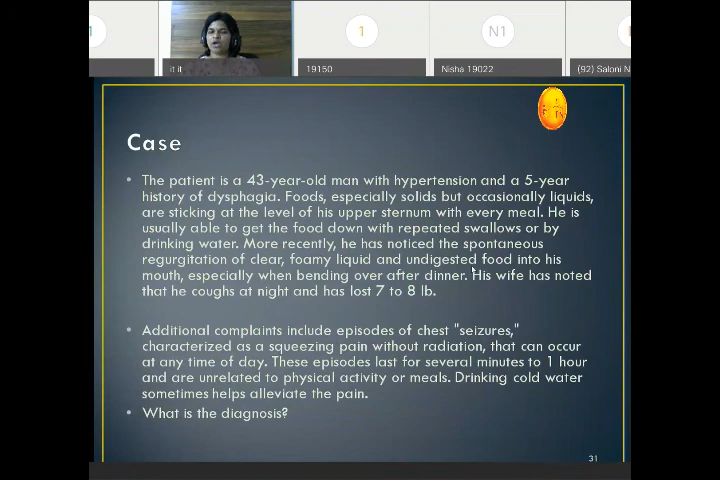 1
it it
1
19150
N1
Nisha 19022
(92) Saloni N
Case
• The patient is a 43-year-old man with hypertension and a 5-year
history of dysphagia. Foods, especially solids but occasionally liquids,
are sticking at the level of his upper sternum with every meal. He is
usually able to get the food down with repeated swallows or by
drinking water. More recently, he has noticed the spontaneous
regurgitation of clear, foamy liquid and undigested food into his
mouth, especially when bending over after dinner. His wife has noted
that he coughs at night and has lost 7 to 8 lb.
• Additional complaints include episodes of chest "seizures,"
characterized as a squeezing pain without radiation, that can occur
at any time of day. These episodes last for several minutes to 1 hour
and are unrelated to physical activity or meals. Drinking cold water
sometimes helps alleviate the pain.
• What is the diagnosis?
31